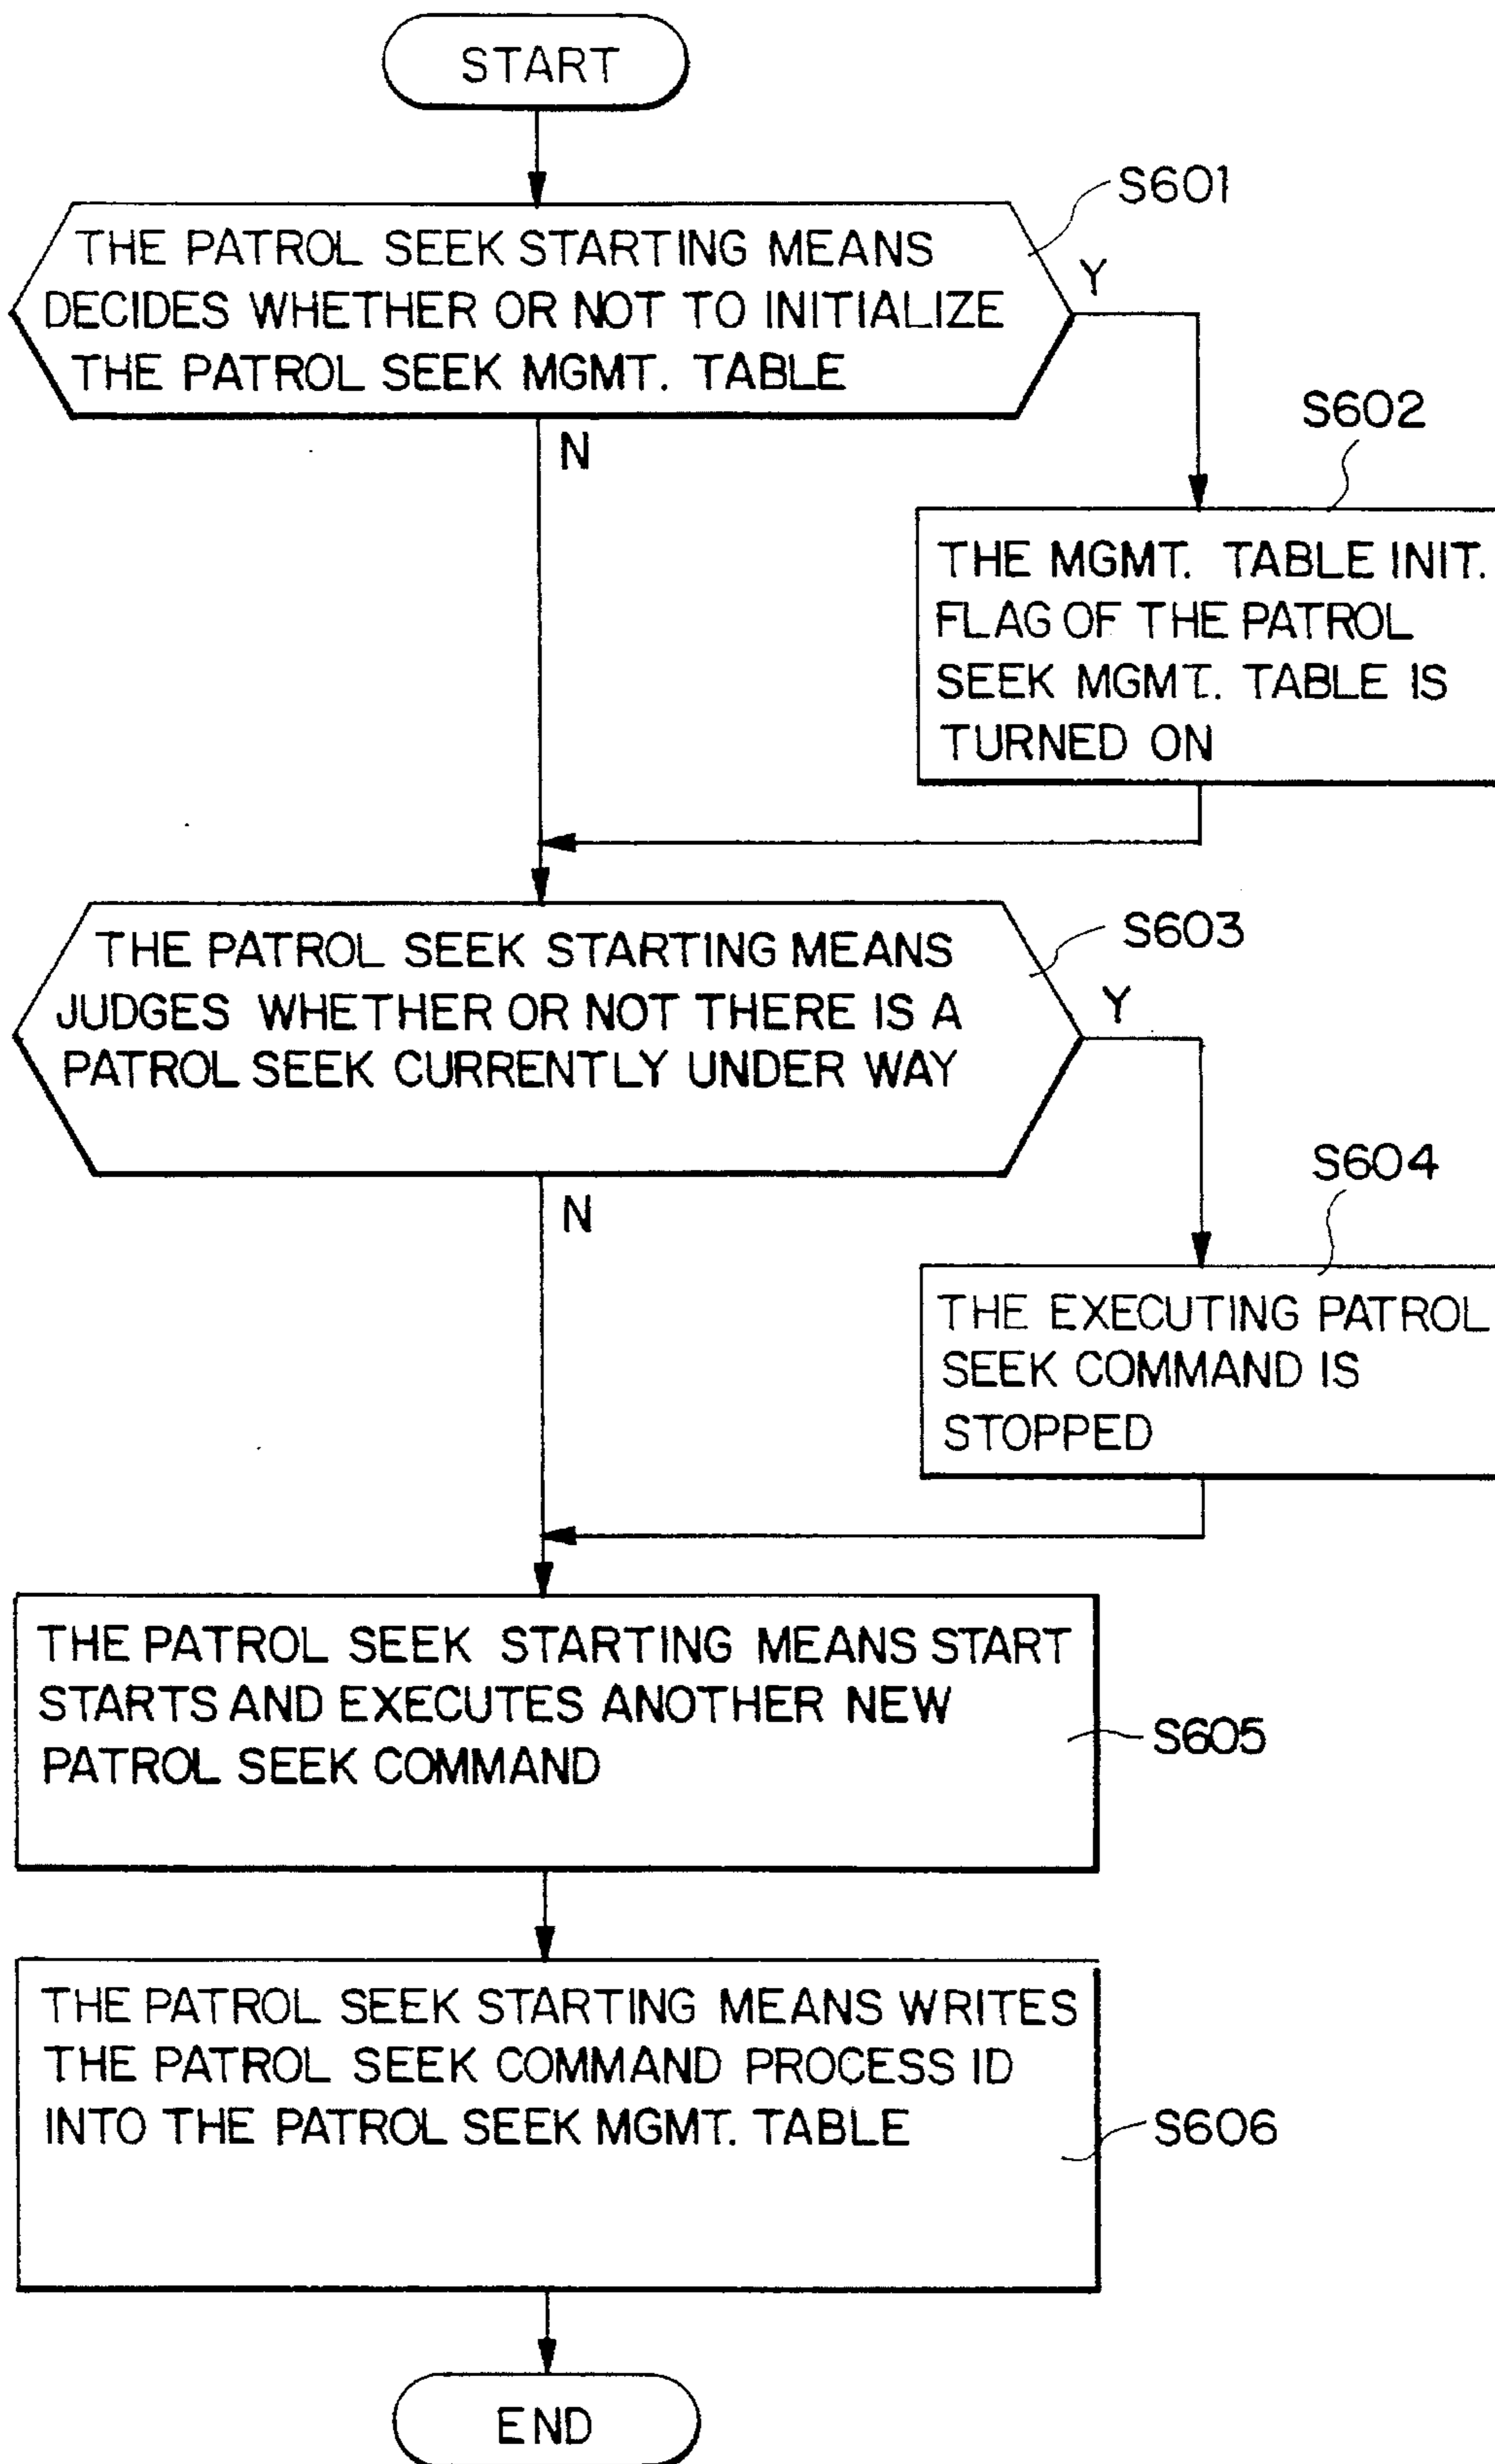 START
S601
THE PATROL SEEK STARTING MEANS
DECIDES WHETHER OR NOT TO INITIALIZE
THE PATROL SEEK MGMT. TABLE
Y
N
S602
THE MGMT. TABLE INIT.
FLAG OF THE PATROL
SEEK MGMT. TABLE IS
TURNED ON
S603
THE PATROL SEEK STARTING MEANS
JUDGES WHETHER OR NOT THERE IS A
PATROL SEEK CURRENTLY UNDER WAY
Y
N
S604
THE EXECUTING PATROL
SEEK COMMAND IS
STOPPED
THE PATROL SEEK STARTING MEANS START
STARTS AND EXECUTES ANOTHER NEW
PATROL SEEK COMMAND
S605
THE PATROL SEEK STARTING MEANS WRITES
THE PATROL SEEK COMMAND PROCESS ID
INTO THE PATROL SEEK MGMT. TABLE
S606
END